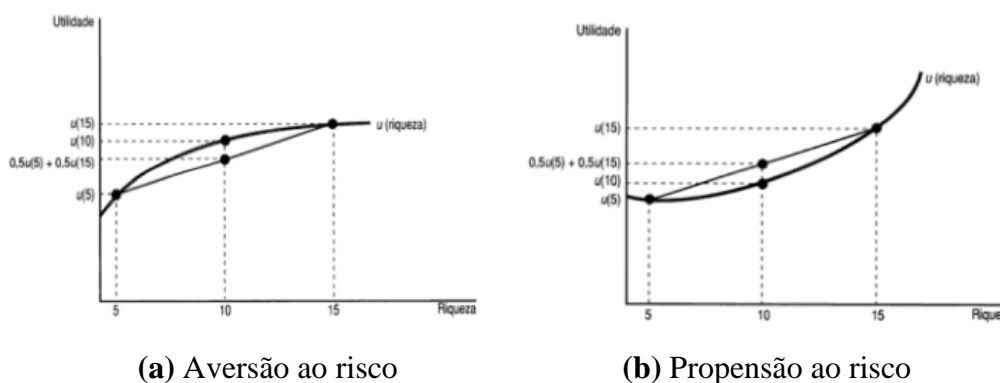 Utilidade
u(15)
u(10)
0,5u(5) + 0,5u(15)
u(5)
u (riqueza)
5
10
15
Riqueza
(a) Aversão ao risco
Utilidade
u(15)
0,5u(5) + 0,5u(15)
u(10)
u(5)
u (riqueza)
5
10
15
Rique
(b) Propensão ao risco